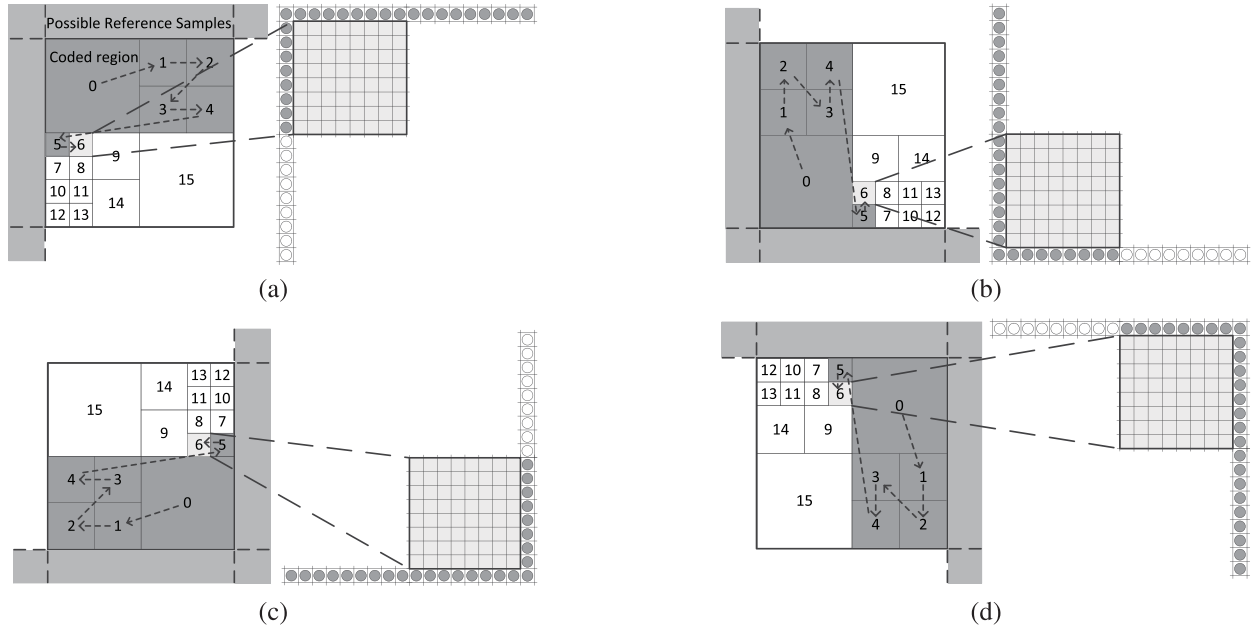 Possible Reference Samples
Coded region
0 1 2
3 4
5 6
7 8 9
10 11 14 15
12 13
(a)
2 4 15
1 3
9 14
0 6 8 11 13
5 7 10 12
(b)
13 12
14 11 10
15 8 7
9 6 5
4 3
0
2 1
(c)
12 10 7 5
13 11 8 6
0
14 9
3 1
15
4 2
(d)